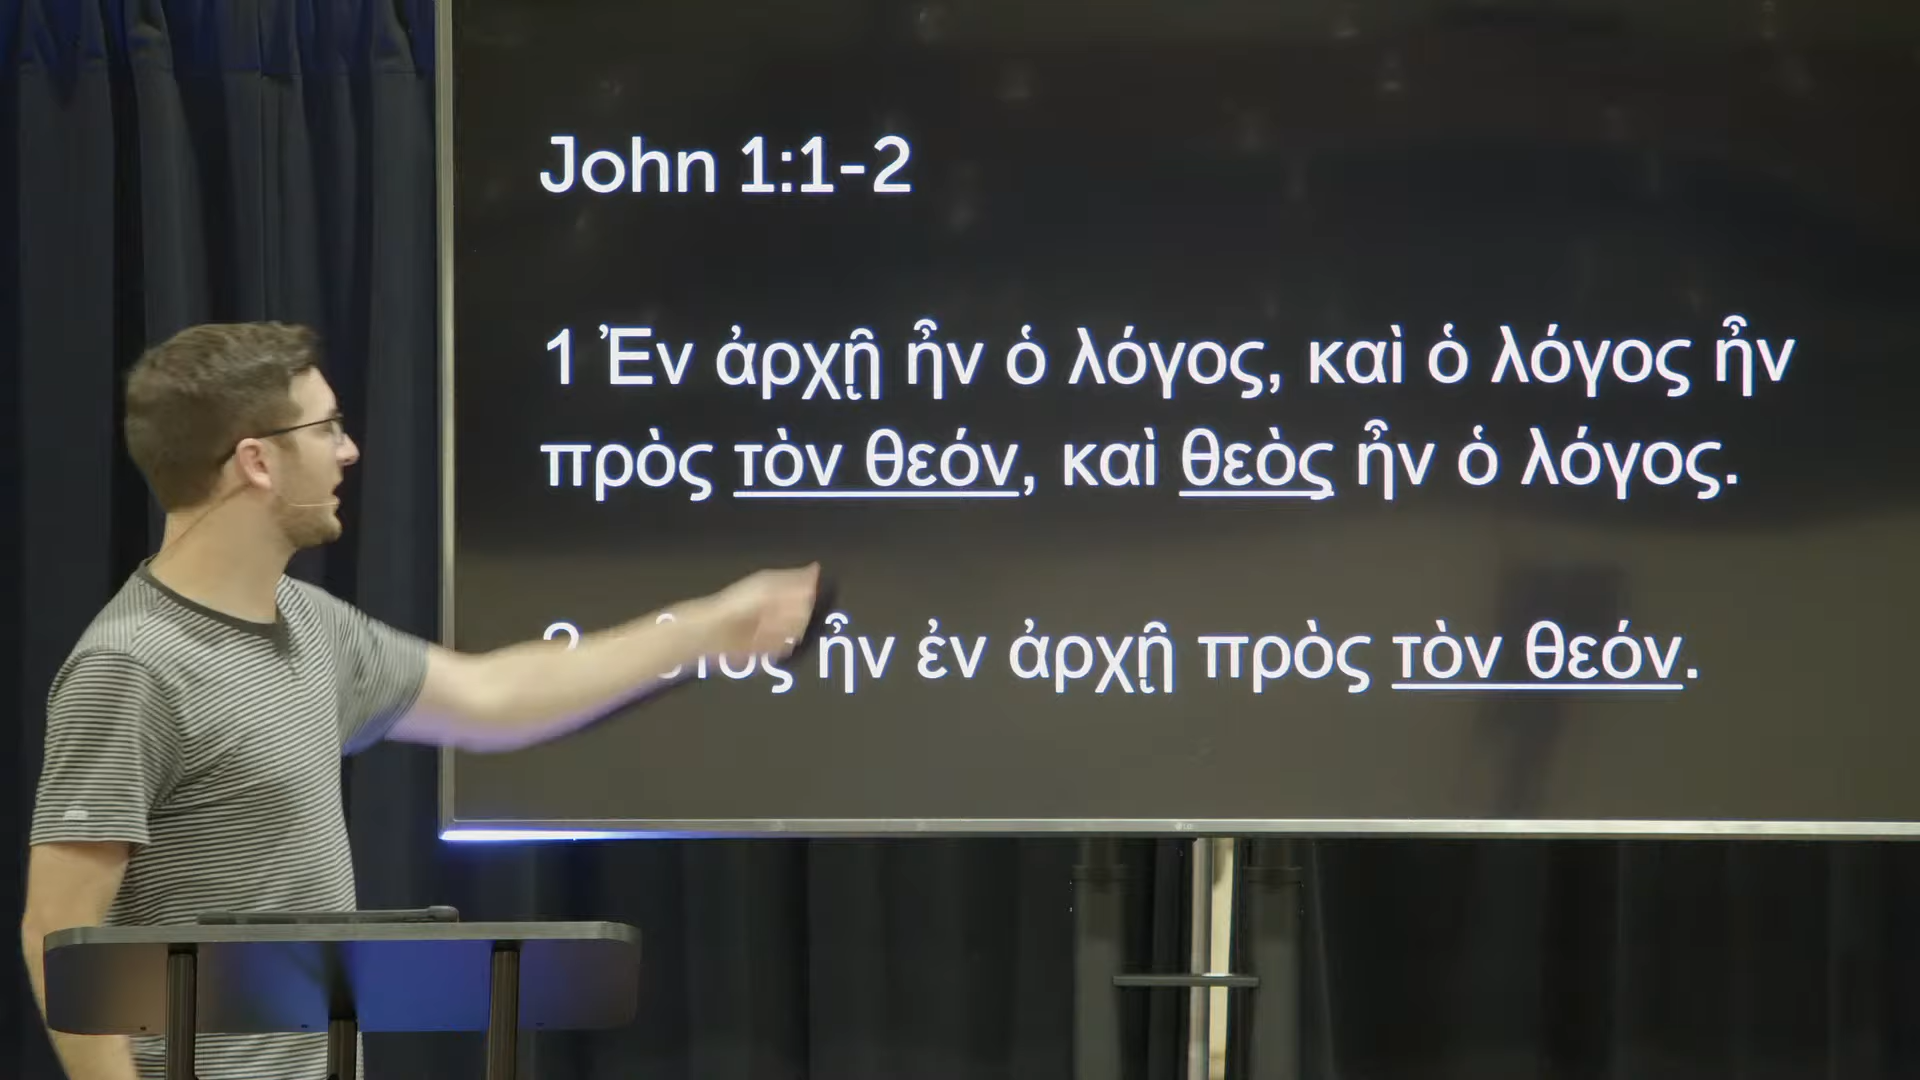 John 1:1-2
1 Ἐν ἀρχῇ ἦν ὁ λόγος, καὶ ὁ λόγος ἦν
πρὸς τὸν θεόν, καὶ θεὸς ἦν ὁ λόγος.
2 ἦν ἐν ἀρχῇ πρὸς τὸν θεόν.